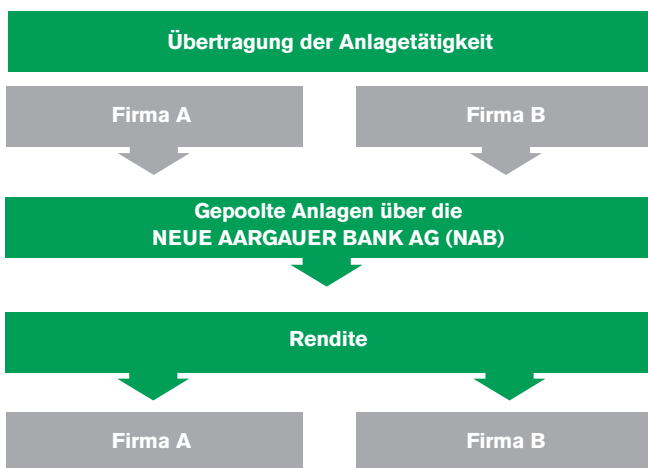 Übertragung der Anlagetätigkeit
Firma A
Firma B
Gepoolte Anlagen über die
NEUE AARGAUER BANK AG (NAB)
Rendite
Firma A
Firma B